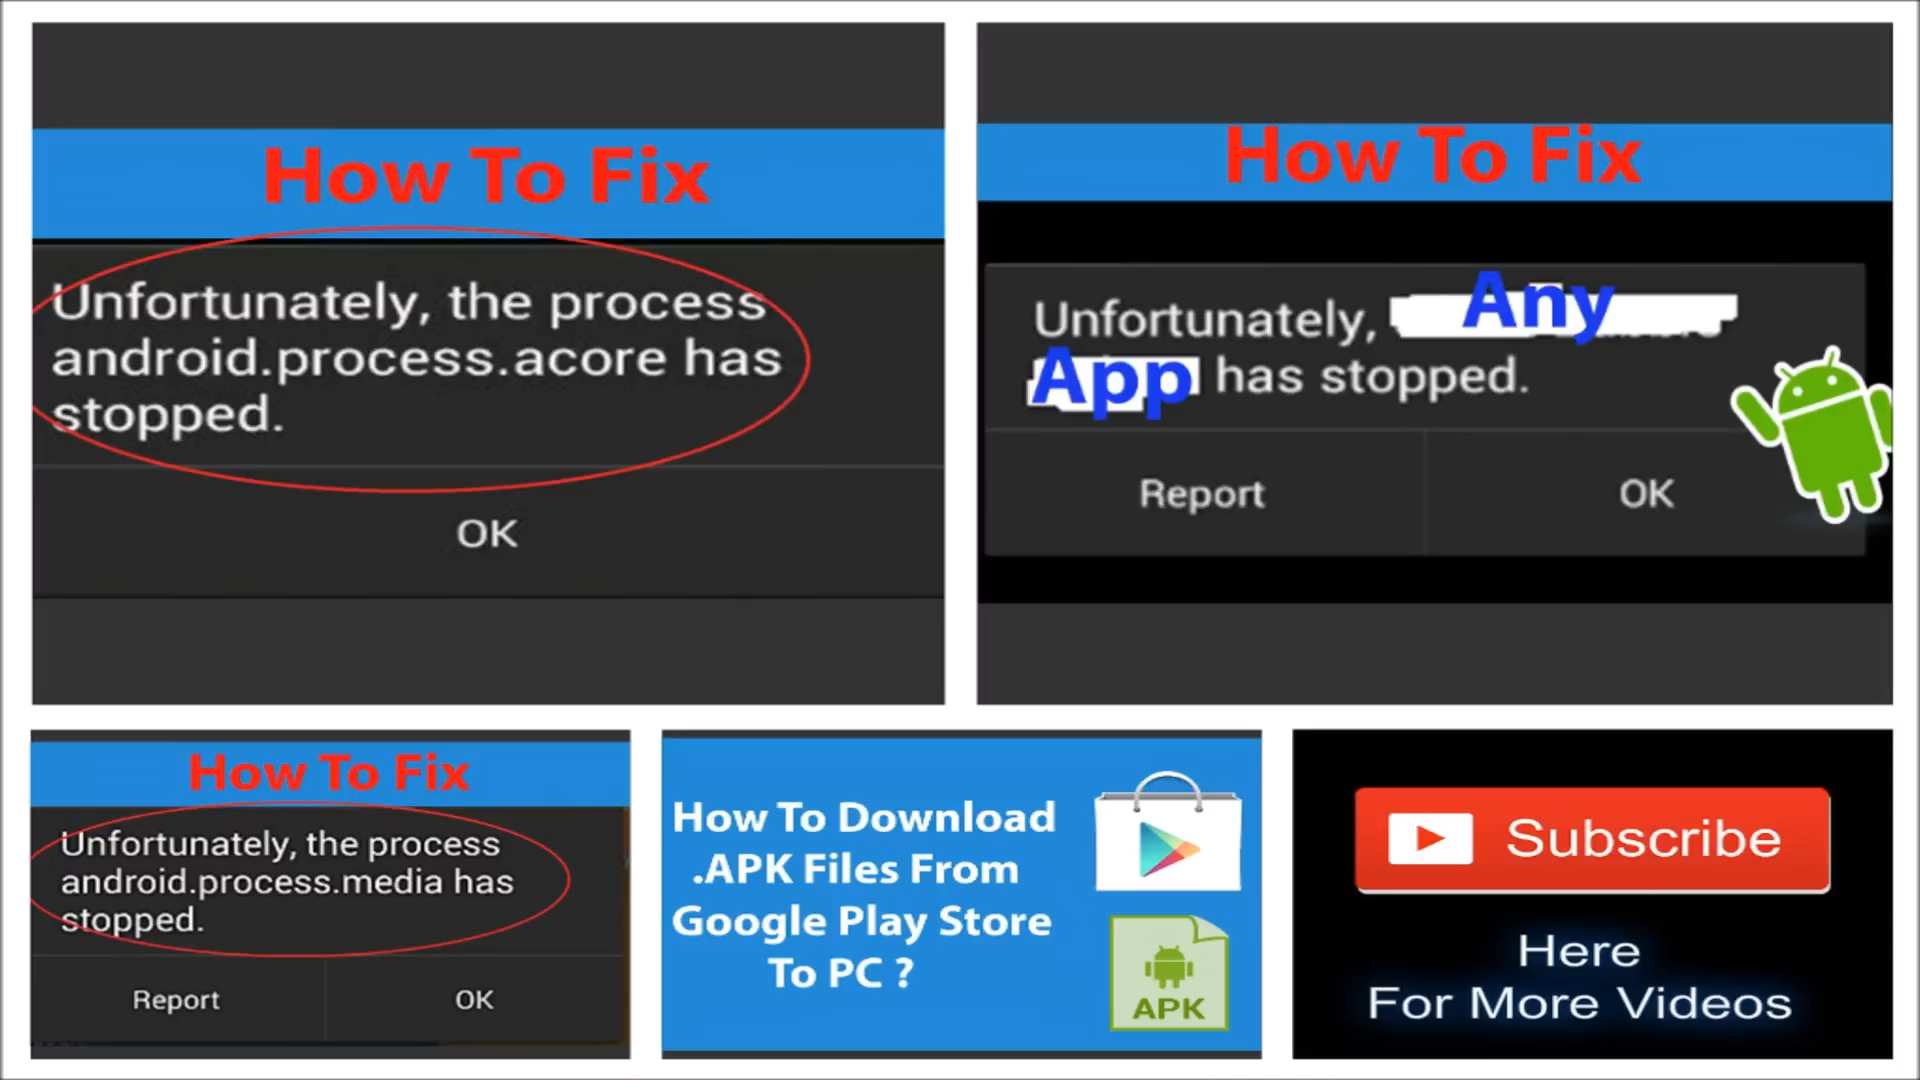 How To Fix
Unfortunately, the process
android.process.acore has
stopped.
OK
How To Fix
Unfortunately, Any
App has stopped.
Report
OK
How To Fix
Unfortunately, the process
android.process.media has
stopped.
Report
OK
How To Download
.APK Files From
Google Play Store
To PC ?
APK
Subscribe
Here
For More Videos